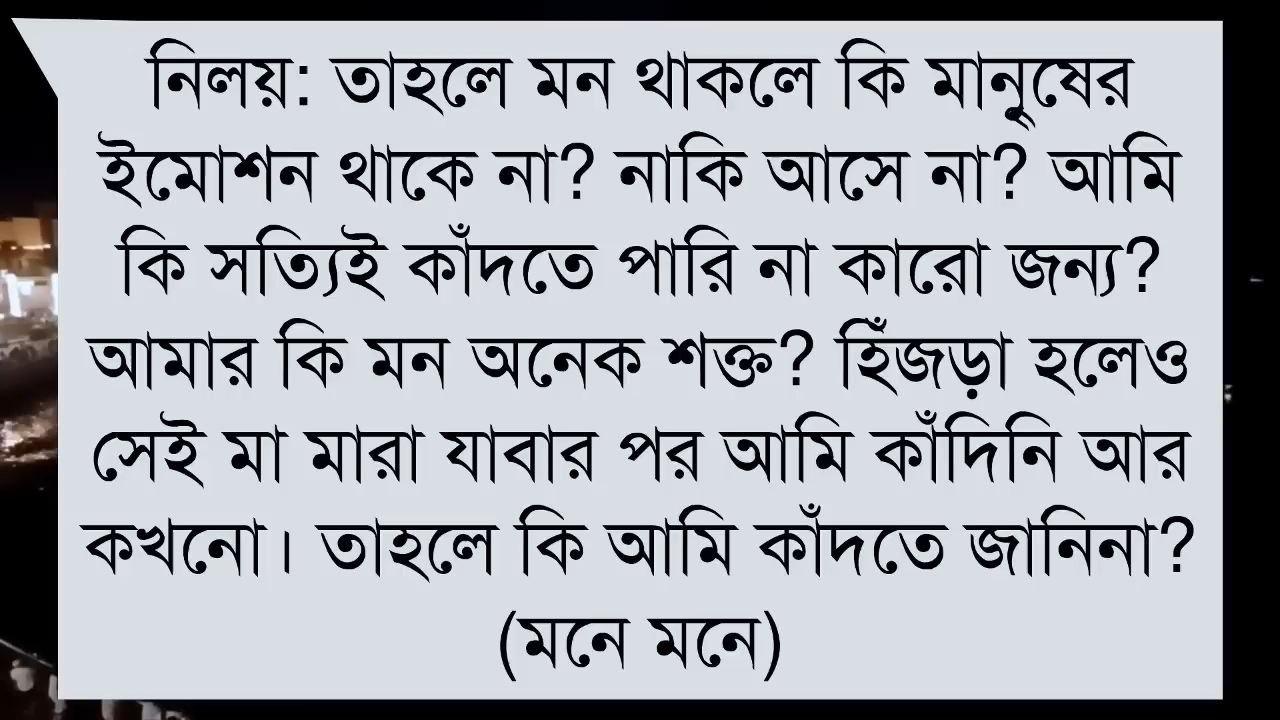 নিলয়: তাহলে মন থাকলে কি মানুষের
ইমোশন থাকে না? নাকি আসে না? আমি
কি সত্যিই কাঁদতে পারি না কারো জন্য?
আমার কি মন অনেক শক্ত? হিঁজড়া হলেও
সেই মা মারা যাবার পর আমি কাঁদিনি আর
কখনো। তাহলে কি আমি কাঁদতে জানিনা?
(মনে মনে)